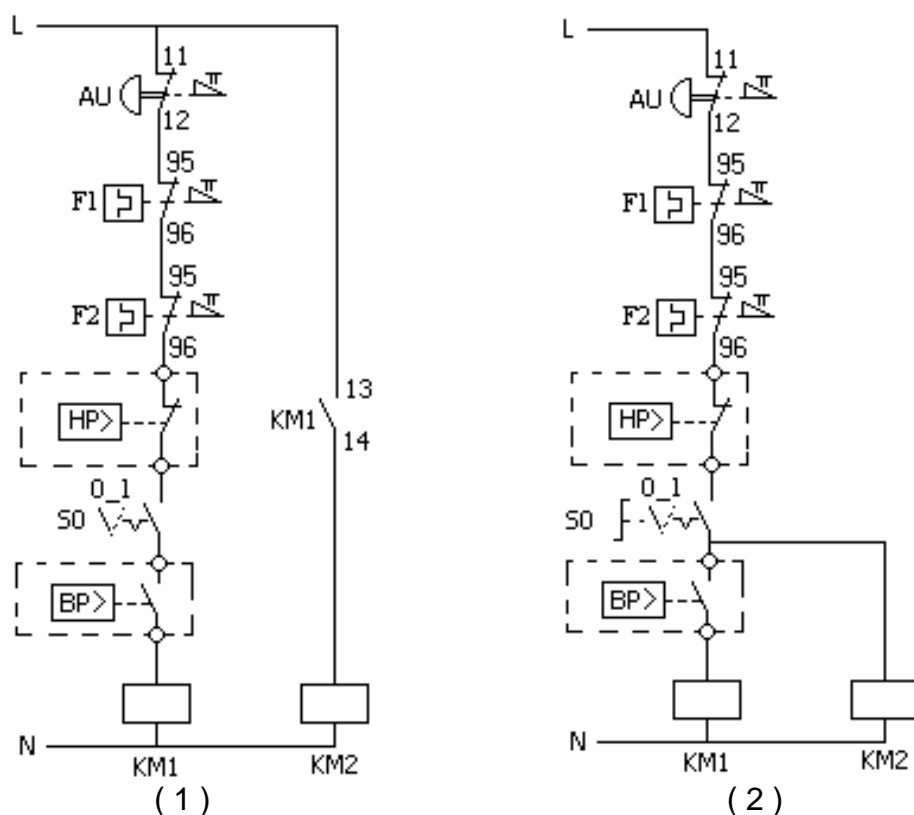 L
11
AU
12
95
F1
96
95
F2
96
HP>
13
KM1
14
0_1
S0
BP>
N
KM1
KM2
( 1 )
L
11
AU
12
95
F1
96
95
F2
96
HP>
0_1
S0
BP>
N
KM1
KM2
( 2 )